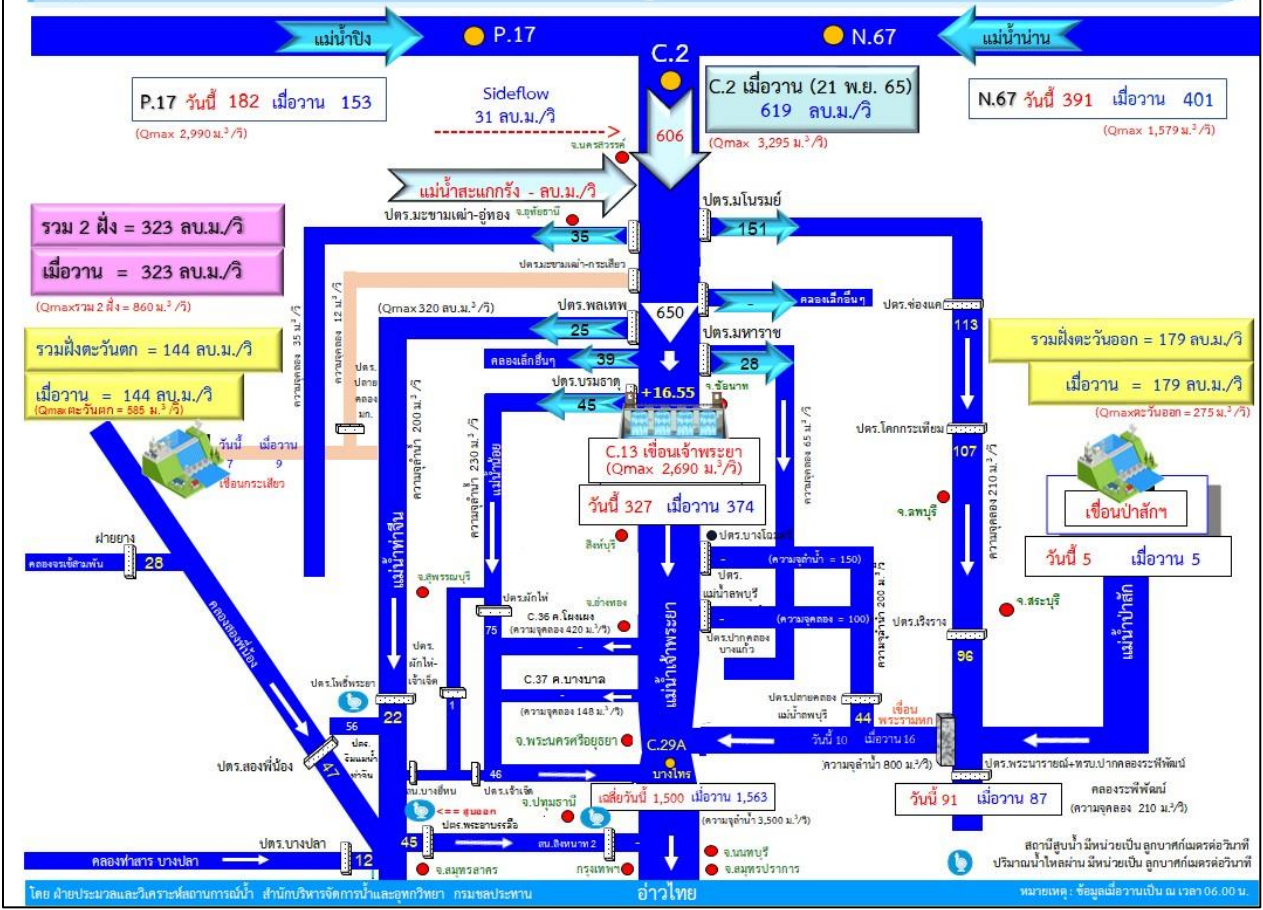 แม่น้ำปิง
P.17
C.2
N.67
แม่น้ำน่าน
P.17 วันนี้ 182 เมื่อวาน 153
(Qmax 2,990 ม.³/วิ)
Sideflow
31 ลบ.ม./วิ
จ.นครสวรรค์
606
C.2 เมื่อวาน (21 พ.ย. 65)
619 ลบ.ม./วิ
(Qmax 3,295 ม.³/วิ)
N.67 วันนี้ 391 เมื่อวาน 401
(Qmax 1,579 ม.³/วิ)
แม่น้ำสะแกกรัง - ลบ.ม./วิ
ปตร.มะขามเฒ่า-อู่ทอง จ.อุทัยธานี
35
ปตร.มโนรมย์
151
รวม 2 ฝั่ง = 323 ลบ.ม./วิ
เมื่อวาน = 323 ลบ.ม./วิ
(Qmaxรวม 2 ฝั่ง = 860 ม.³ /วิ)
ปตร.มะขามเฒ่า-กระเสียว
ความจุคลอง 35 ม³ /วิ
ความจุคลอง 12 ม³ /วิ
(Qmax 320 ลบ.ม./วิ)
ปตร.พลเทพ
25
650
-
คลองเล็กอื่นๆ
ปตร.ช่องแค
113
ปตร.มหาราช
28
คลองเล็กอื่นๆ
39
รวมฝั่งตะวันตก = 144 ลบ.ม./วิ
เมื่อวาน = 144 ลบ.ม./วิ
(Qmaxตะวันตก = 585 ม.³ /วิ)
รวมฝั่งตะวันออก = 179 ลบ.ม./วิ
เมื่อวาน = 179 ลบ.ม./วิ
(Qmaxตะวันออก = 275 ม.³/วิ)
ปตร.
ปลาย
คลอง
มก.
ปตร.บรมธาตุ
45
+16.55
จ.ชัยนาท
ความจุลำน้ำ 200 ม.³ /วิ
ความจุลำน้ำ 230 ม.³ /วิ
แม่น้ำน้อย
C.13 เขื่อนเจ้าพระยา
(Qmax 2,690 ม.³/วิ)
วันนี้ 327 เมื่อวาน 374
ความจุคลอง 65 ม.³ /วิ
ปตร.โคกกระเทียม
107
ความจุคลอง 210 ม.³ /วิ
วันนี้ เมื่อวาน
7 9
เขื่อนกระเสียว
จ.ลพบุรี
เขื่อนป่าสักฯ
วันนี้ 5 เมื่อวาน 5
ฝายยาง
คลองจรเข้สามพัน
28
แม่น้ำท่าจีน
สิงห์บุรี
-
(ความจุลำน้ำ = 150)
จ.สุพรรณบุรี
คลองสองพี่น้อง
ปตร.ผักไห่
75
จ.อ่างทอง
C.36 ค.โผงเผง
(ความจุคลอง 420 ม.³/วิ)
-
แม่น้ำเจ้าพระยา
ปตร.
แม่น้ำลพบุรี
-
(ความจุคลอง = 100)
ปตร.ปากคลอง
บางแก้ว
ความจุลำน้ำ 200 ม.³/วิ
ปตร.เริงราง
96
จ.สระบุรี
แม่น้ำป่าสัก
ปตร.
ผักไห่-
เจ้าเจ็ด
1
C.37 ค.บางบาล
-
(ความจุคลอง 148 ม.³/วิ)
ปตร.โพธิ์พระยา
22
56
ปตร.ปลายคลอง
แม่น้ำลพบุรี
44
เขื่อน
พระรามหก
จ.พระนครศรีอยุธยา
C.29A
บางไทร
วันนี้ 10 เมื่อวาน 16
(ความจุลำน้ำ 800 ม.³/วิ)
ปตร.พระนารายณ์+ทรบ.ปากคลองระพีพัฒน์
ปตร.สองพี่น้อง
47
ท่าจีน
ปตร.เจ้าเจ็ด
46
เฉลี่ยวันนี้ 1,500 เมื่อวาน 1,563
(ความจุลำน้ำ 3,500 ม.³/วิ)
วันนี้ 91 เมื่อวาน 87
คลองระพีพัฒน์
(ความจุคลอง 210 ม.³/วิ)
<== สูบออก
จ.ปทุมธานี
45
ปตร.พระยาบรรลือ
สน.สิงหนาท 2
-
ปตร.บางปลา
คลองท่าสาร บางปลา
12
จ.สมุทรสาคร
กรุงเทพฯ
จ.นนทบุรี
จ.สมุทรปราการ
สถานีสูบน้ำ มีหน่วยเป็น ลูกบาศก์เมตรต่อวินาที
ปริมาณน้ำไหลผ่าน มีหน่วยเป็น ลูกบาศก์เมตรต่อวินาที
โดย ฝ่ายประมวลและวิเคราะห์สถานการณ์น้ำ สำนักบริหารจัดการน้ำและอุทกวิทยา กรมชลประทาน
อ่าวไทย
หมายเหตุ : ข้อมูลเมื่อวานเป็น ณ เวลา 06.00 น.